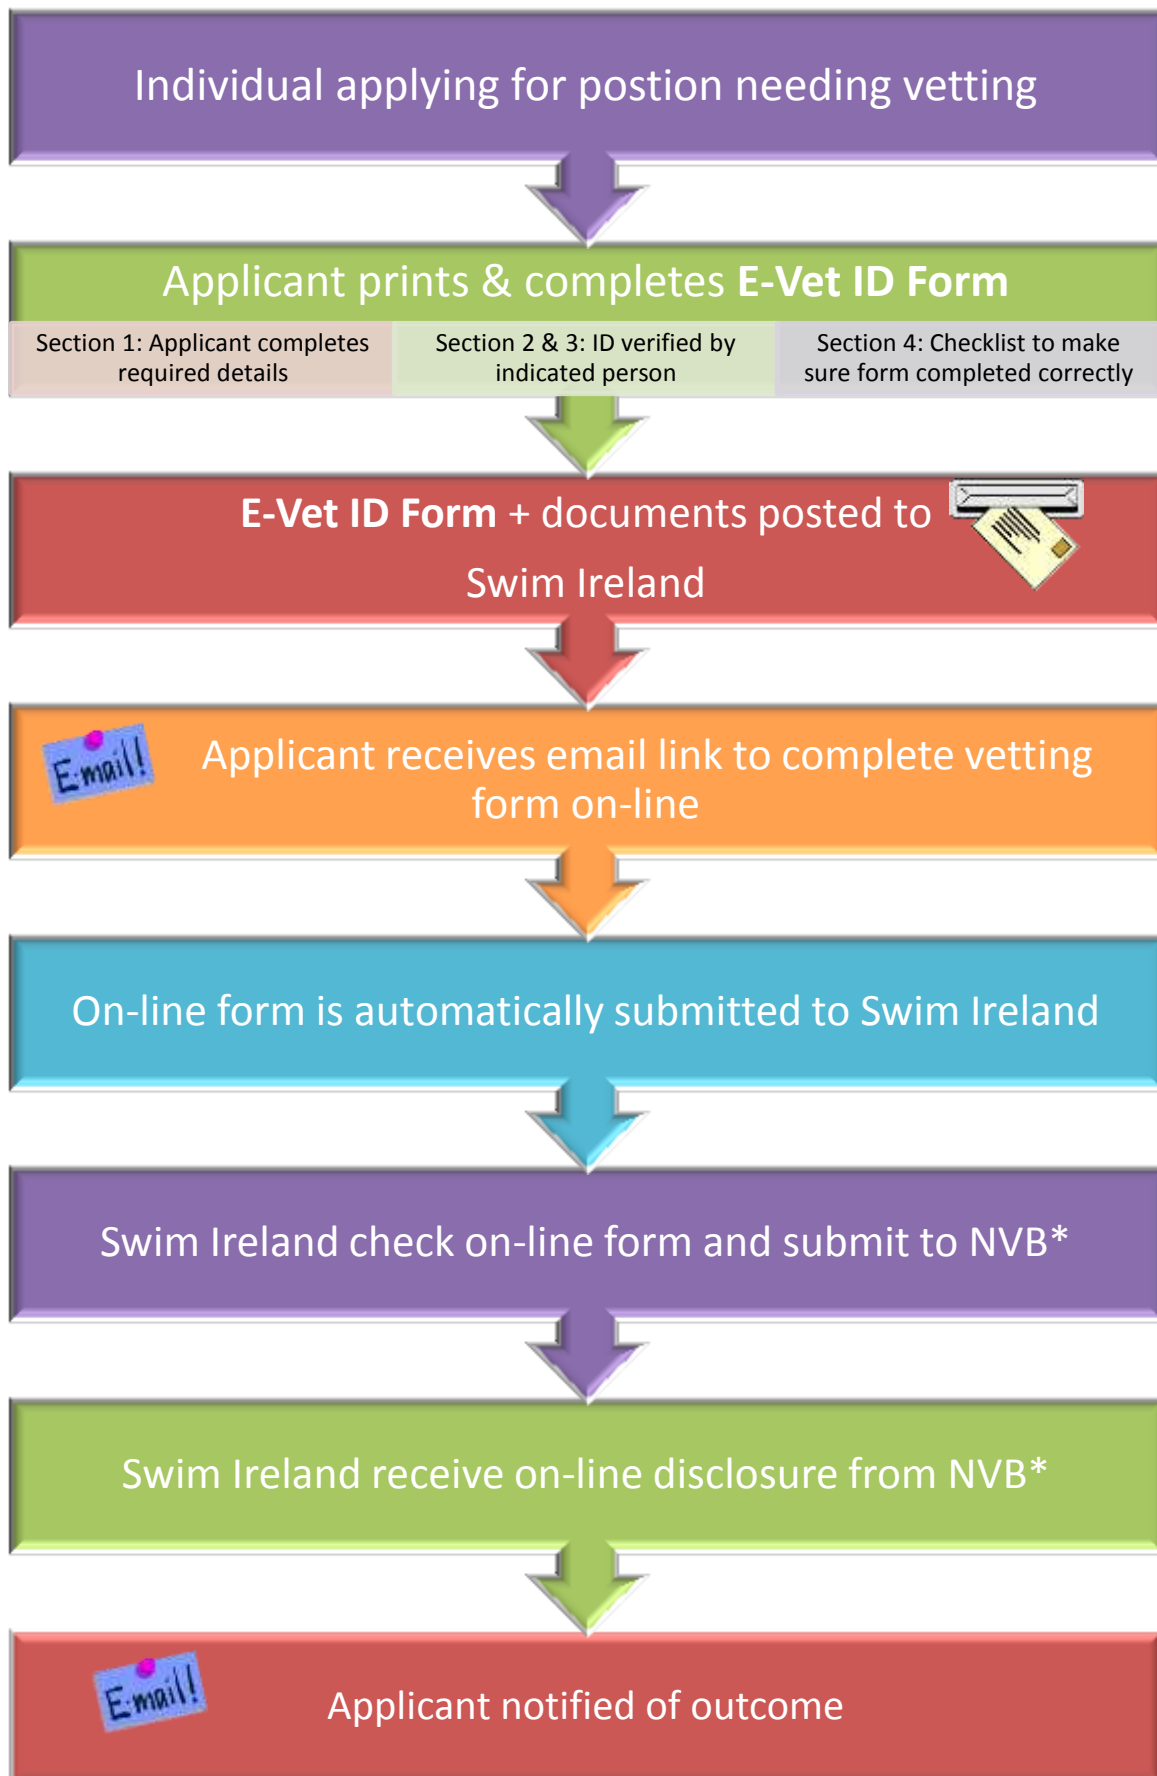 Individual applying for postion needing vetting
Applicant prints & completes E-Vet ID Form
Section 1: Applicant completes
required details
Section 2 & 3: ID verified by
indicated person
Section 4: Checklist to make
sure form completed correctly
E-Vet ID Form + documents posted to
Swim Ireland
E-mail!
Applicant receives email link to complete vetting
form on-line
On-line form is automatically submitted to Swim Ireland
Swim Ireland check on-line form and submit to NVB*
Swim Ireland receive on-line disclosure from NVB*
E-mail!
Applicant notified of outcome